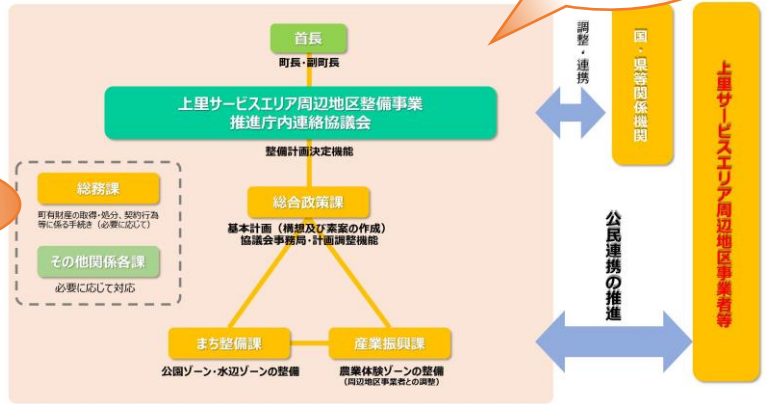 首長
町長・副町長
上里サービスエリア周辺地区整備事業
推進庁内連絡協議会
整備計画決定機能
総務課
町有財産の取得・処分、契約行為
等に係る手続き（必要に応じて）
その他関係各課
必要に応じて対応
総合政策課
基本計画（構想及び素案の作成）
協議会事務局・計画調整機能
まち整備課
公園ゾーン・水辺ゾーンの整備
産業振興課
農業体験ゾーンの整備
（周辺地区事業者との調整）
調整・連携
国・県等関係機関
公民連携の推進
上里サービスエリア周辺地区事業者等